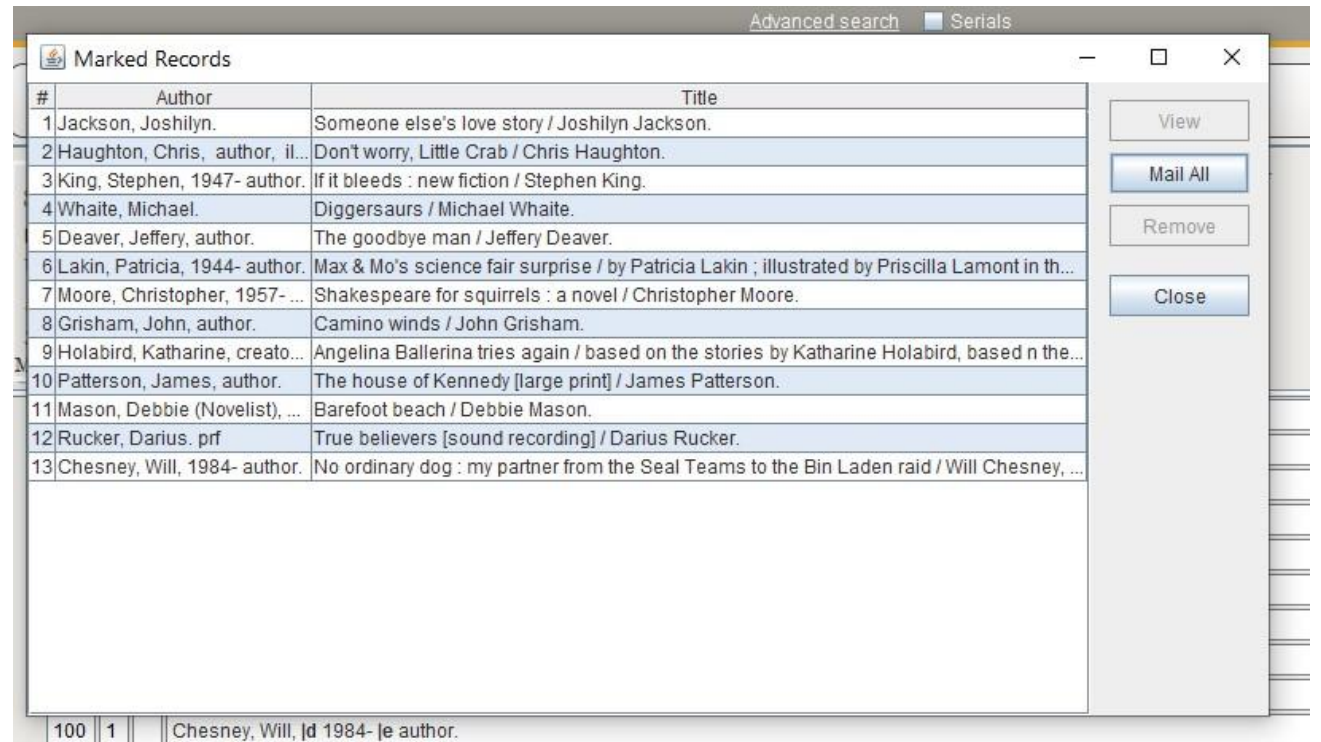 Advanced search Serials
Marked Records
# Author Title
1 Jackson, Joshilyn. Someone else's love story / Joshilyn Jackson.
View
2 Haughton, Chris, author, il... Don't worry, Little Crab / Chris Haughton.
3 King, Stephen, 1947- author. If it bleeds : new fiction / Stephen King.
Mail All
4 Whaite, Michael. Diggersaurs / Michael Whaite.
5 Deaver, Jeffery, author. The goodbye man / Jeffery Deaver.
Remove
6 Lakin, Patricia, 1944- author. Max & Mo's science fair surprise / by Patricia Lakin ; illustrated by Priscilla Lamont in th...
7 Moore, Christopher, 1957- ... Shakespeare for squirrels : a novel / Christopher Moore.
Close
8 Grisham, John, author. Camino winds / John Grisham.
9 Holabird, Katharine, creato... Angelina Ballerina tries again / based on the stories by Katharine Holabird, based n the...
10 Patterson, James, author. The house of Kennedy [large print] / James Patterson.
11 Mason, Debbie (Novelist), ... Barefoot beach / Debbie Mason.
12 Rucker, Darius. prf True believers [sound recording] / Darius Rucker.
13 Chesney, Will, 1984- author. No ordinary dog : my partner from the Seal Teams to the Bin Laden raid / Will Chesney, ...
100 1 Chesney, Will, |d 1984- |e author.